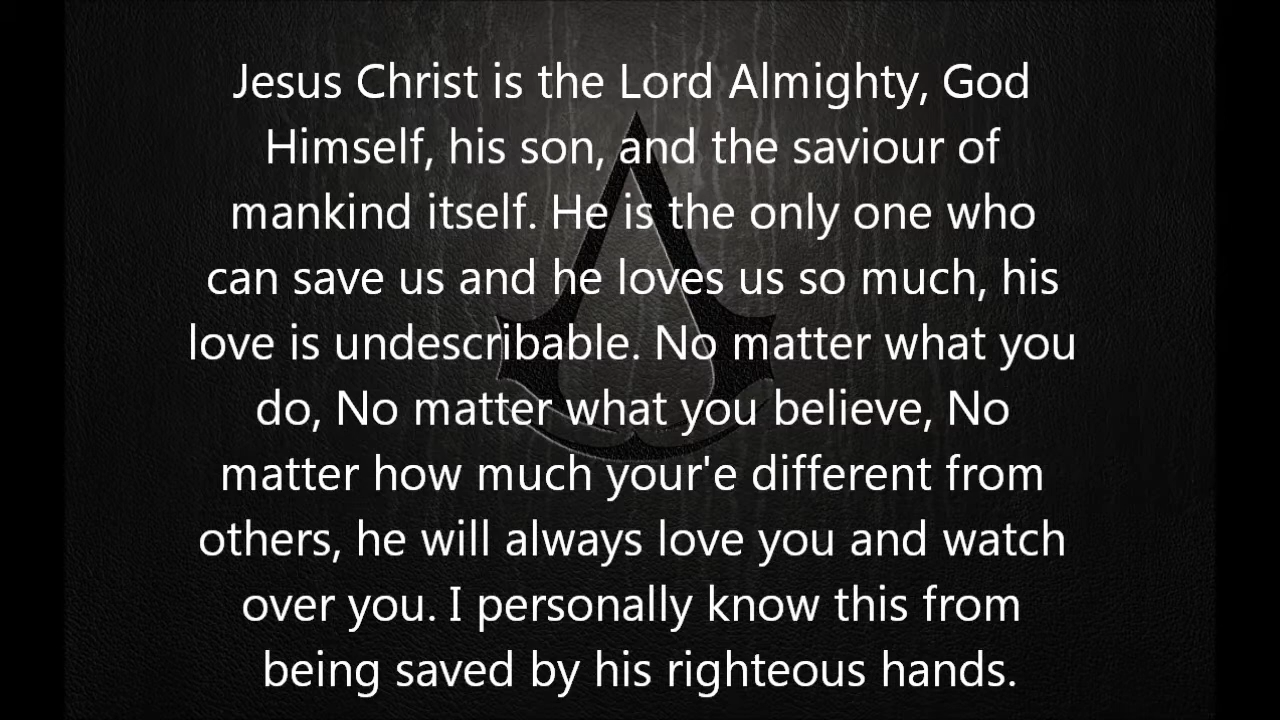 Jesus Christ is the Lord Almighty, God
Himself, his son, and the saviour of
mankind itself. He is the only one who
can save us and he loves us so much, his
love is undescribable. No matter what you
do, No matter what you believe, No
matter how much your'e different from
others, he will always love you and watch
over you. I personally know this from
being saved by his righteous hands.